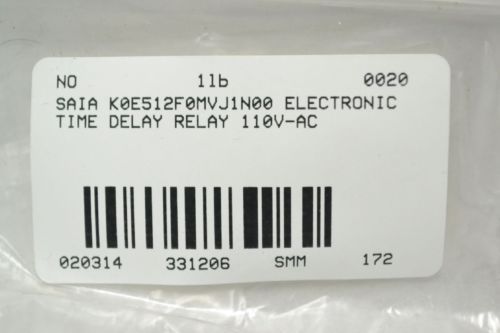 NO 1lb 0020
SAIA K0E512F0MVJ1N00 ELECTRONIC
TIME DELAY RELAY 110V-AC
020314 331206 SMM 172